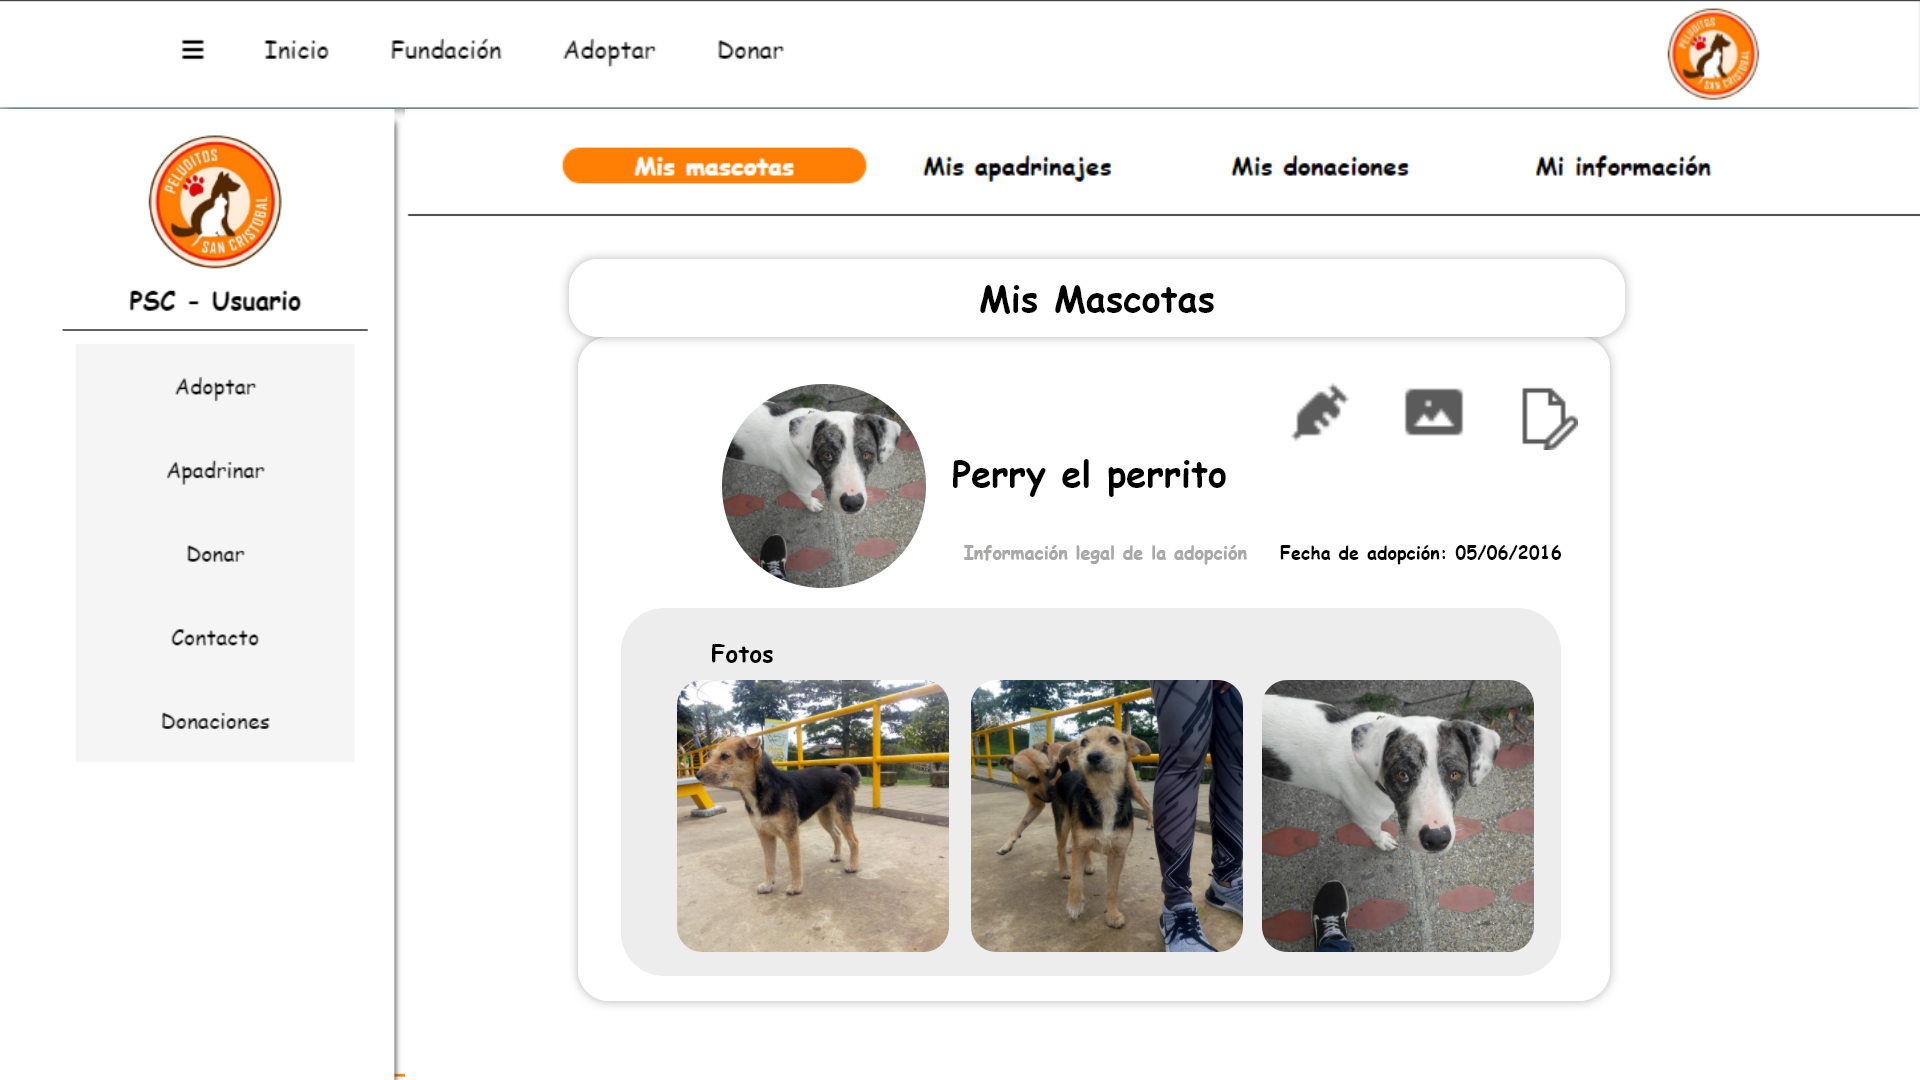 Inicio Fundación Adoptar Donar
PELUDITOS
SAN CRISTOBAL
PELUDITOS
SAN CRISTOBAL
PSC - Usuario
Adoptar
Apadrinar
Donar
Contacto
Donaciones
Mis mascotas Mis apadrinajes Mis donaciones Mi información
Mis Mascotas
Perry el perrito
Información legal de la adopción Fecha de adopción: 05/06/2016
Fotos